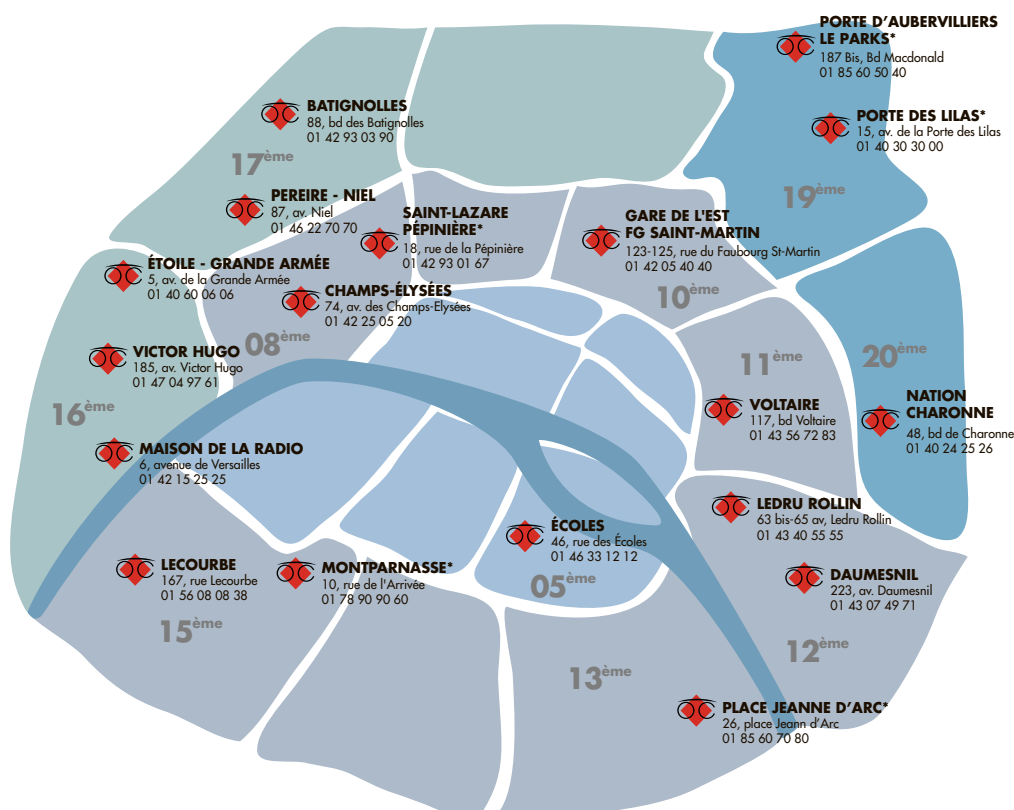 PORTE D'AUBERVILLIERS
LE PARKS*
187 Bis, Bd Macdonald
01 85 60 50 40
BATIGNOLLES
88, bd des Batignolles
01 42 93 03 90
PORTE DES LILAS*
15, av. de la Porte des Lilas
01 40 30 30 00
17ème
19ème
PEREIRE - NIEL
87, av. Niel
01 46 22 70 70
SAINT-LAZARE
PÉPINIÈRE*
18, rue de la Pépinière
01 42 93 01 67
GARE DE L'EST
FG SAINT-MARTIN
123-125, rue du Faubourg St-Martin
01 42 05 40 40
10ème
ÉTOILE - GRANDE ARMÉE
5, av. de la Grande Armée
01 40 60 06 06
CHAMPS-ÉLYSÉES
74, av. des Champs-Elysées
01 42 25 05 20
08ème
VICTOR HUGO
185, av. Victor Hugo
01 47 04 97 61
16ème
11ème
20ème
VOLTAIRE
117, bd Voltaire
01 43 56 72 83
NATION
CHARONNE
48, bd de Charonne
01 40 24 25 26
MAISON DE LA RADIO
6, avenue de Versailles
01 42 15 25 25
LEDRU ROLLIN
63 bis-65 av, Ledru Rollin
01 43 40 55 55
ÉCOLES
46, rue des Écoles
01 46 33 12 12
05ème
LECOURBE
167, rue Lecourbe
01 56 08 08 38
15ème
MONTPARNASSE*
10, rue de l'Arrivée
01 78 90 90 60
DAUMESNIL
223, av. Daumesnil
01 43 07 49 71
12ème
13ème
PLACE JEANNE D'ARC*
26, place Jeann d'Arc
01 85 60 70 80